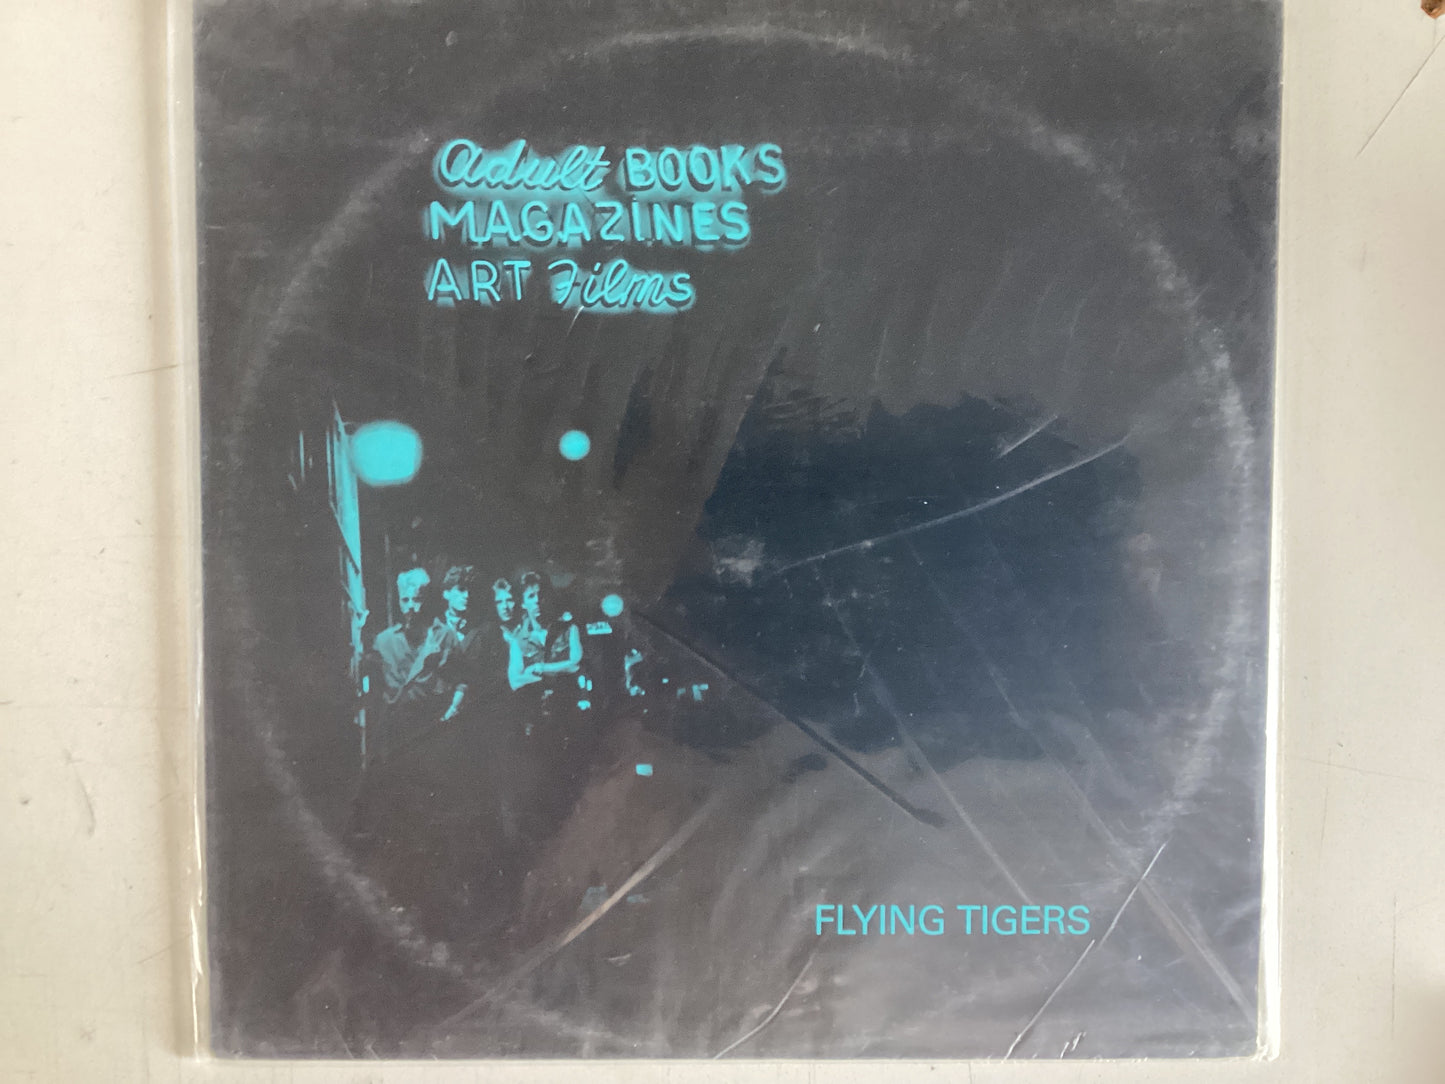 adult BOOKS
MAGAZINES
ART Films
FLYING TIGERS